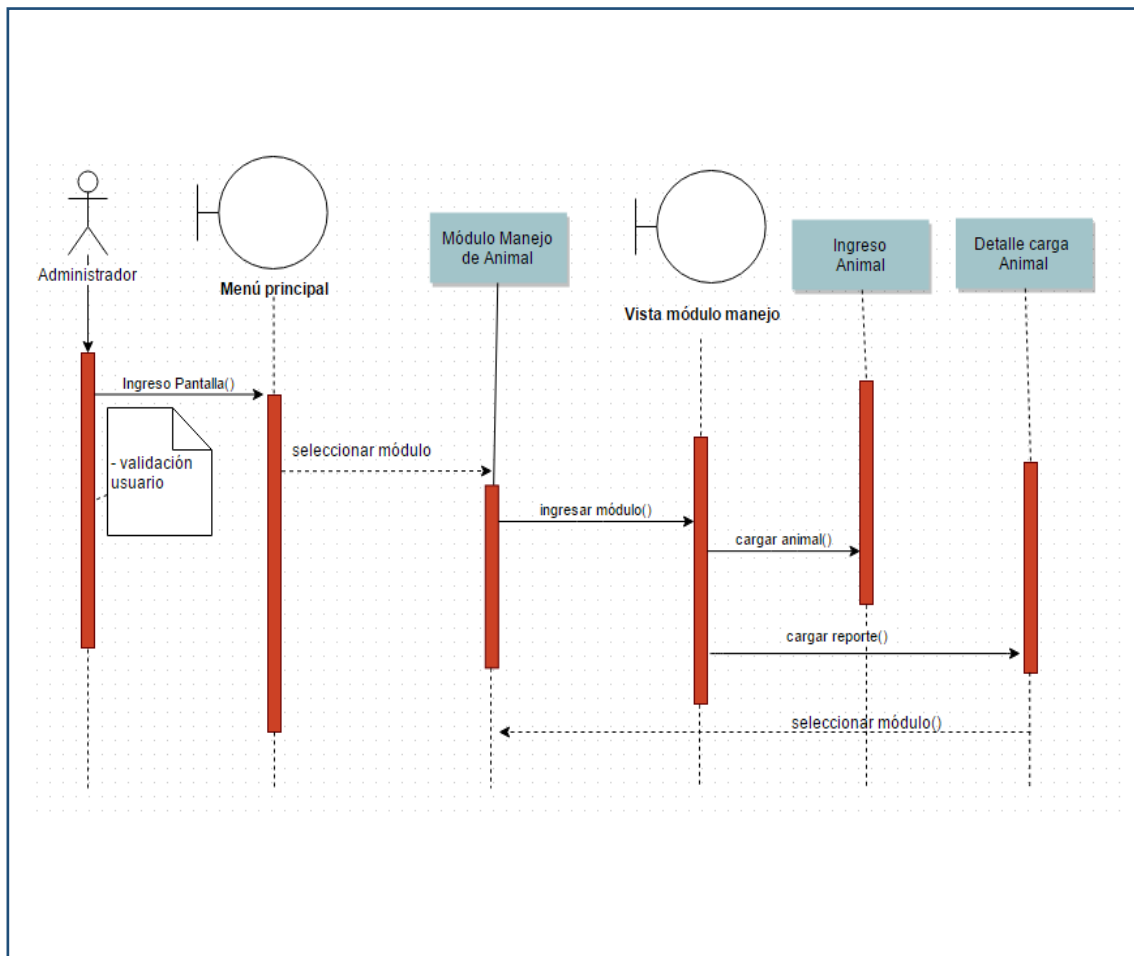 Administrador
Menú principal
Módulo Manejo
de Animal
Vista módulo manejo
Ingreso
Animal
Detalle carga
Animal
Ingreso Pantalla()
- validación
usuario
seleccionar módulo
ingresar módulo()
cargar animal()
cargar reporte()
seleccionar módulo()